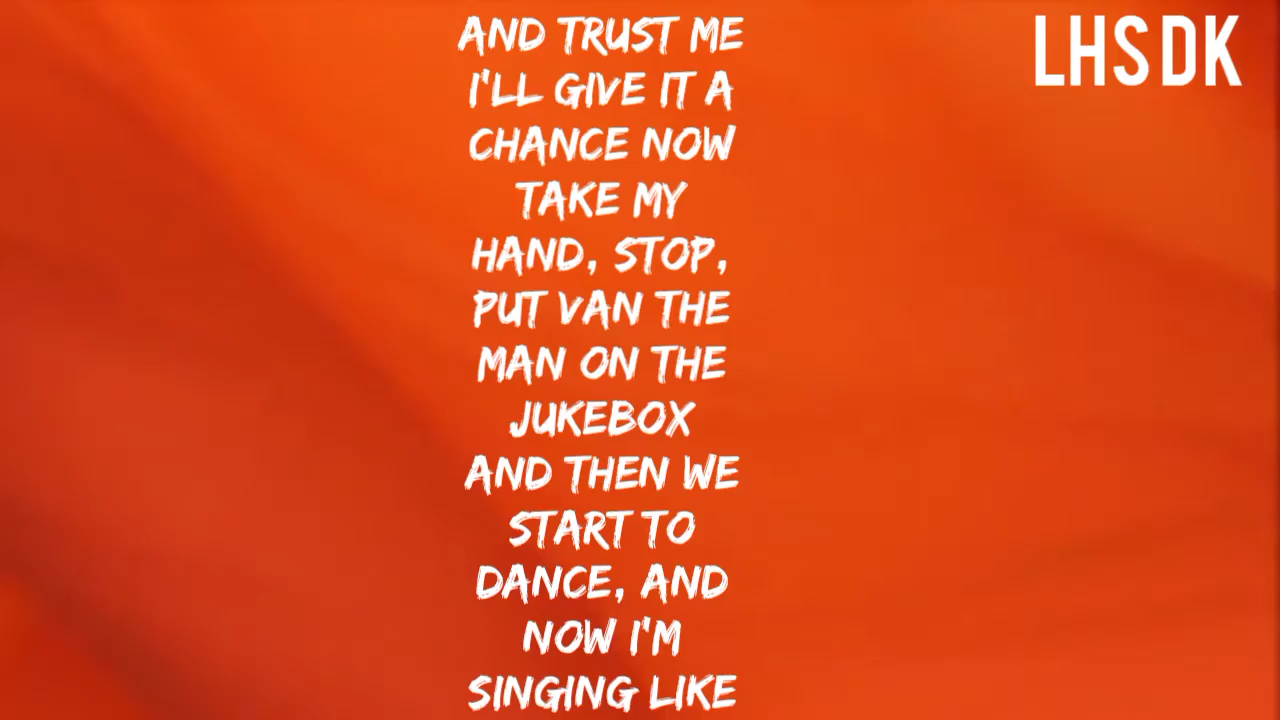 AND TRUST ME
I'LL GIVE IT A
CHANCE NOW
TAKE MY
HAND, STOP,
PUT VAN THE
MAN ON THE
JUKEBOX
AND THEN WE
START TO
DANCE, AND
NOW I'M
SINGING LIKE
LHS DK